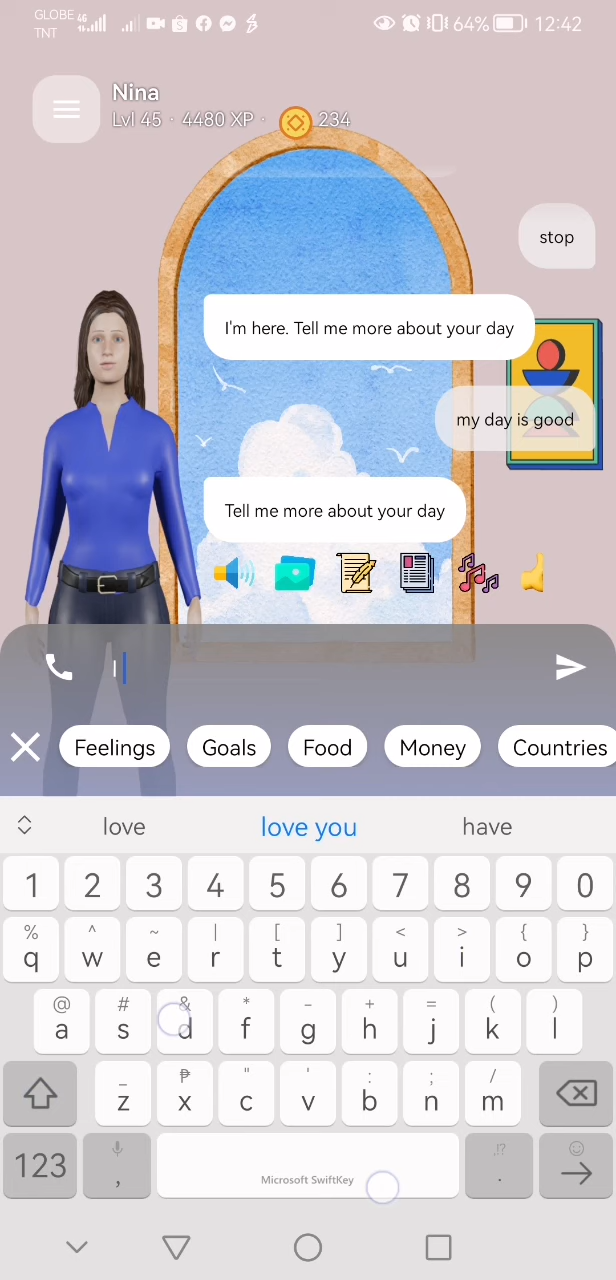 GLOBE 4G 64% 12:42
TNT
Nina
Lvl 45 · 4480 XP · 234
stop
I'm here. Tell me more about your day
my day is good
Tell me more about your day
I
Feelings Goals Food Money Countries
love love you have
1 2 3 4 5 6 7 8 9 0
% ^ ~ | [ ] < > { }
q w e r t y u i o p
@ # & * - + = ( )
a s d f g h j k l
_ ₱ " ' : ; /
z x c v b n m
,!?
123 , Microsoft SwiftKey .